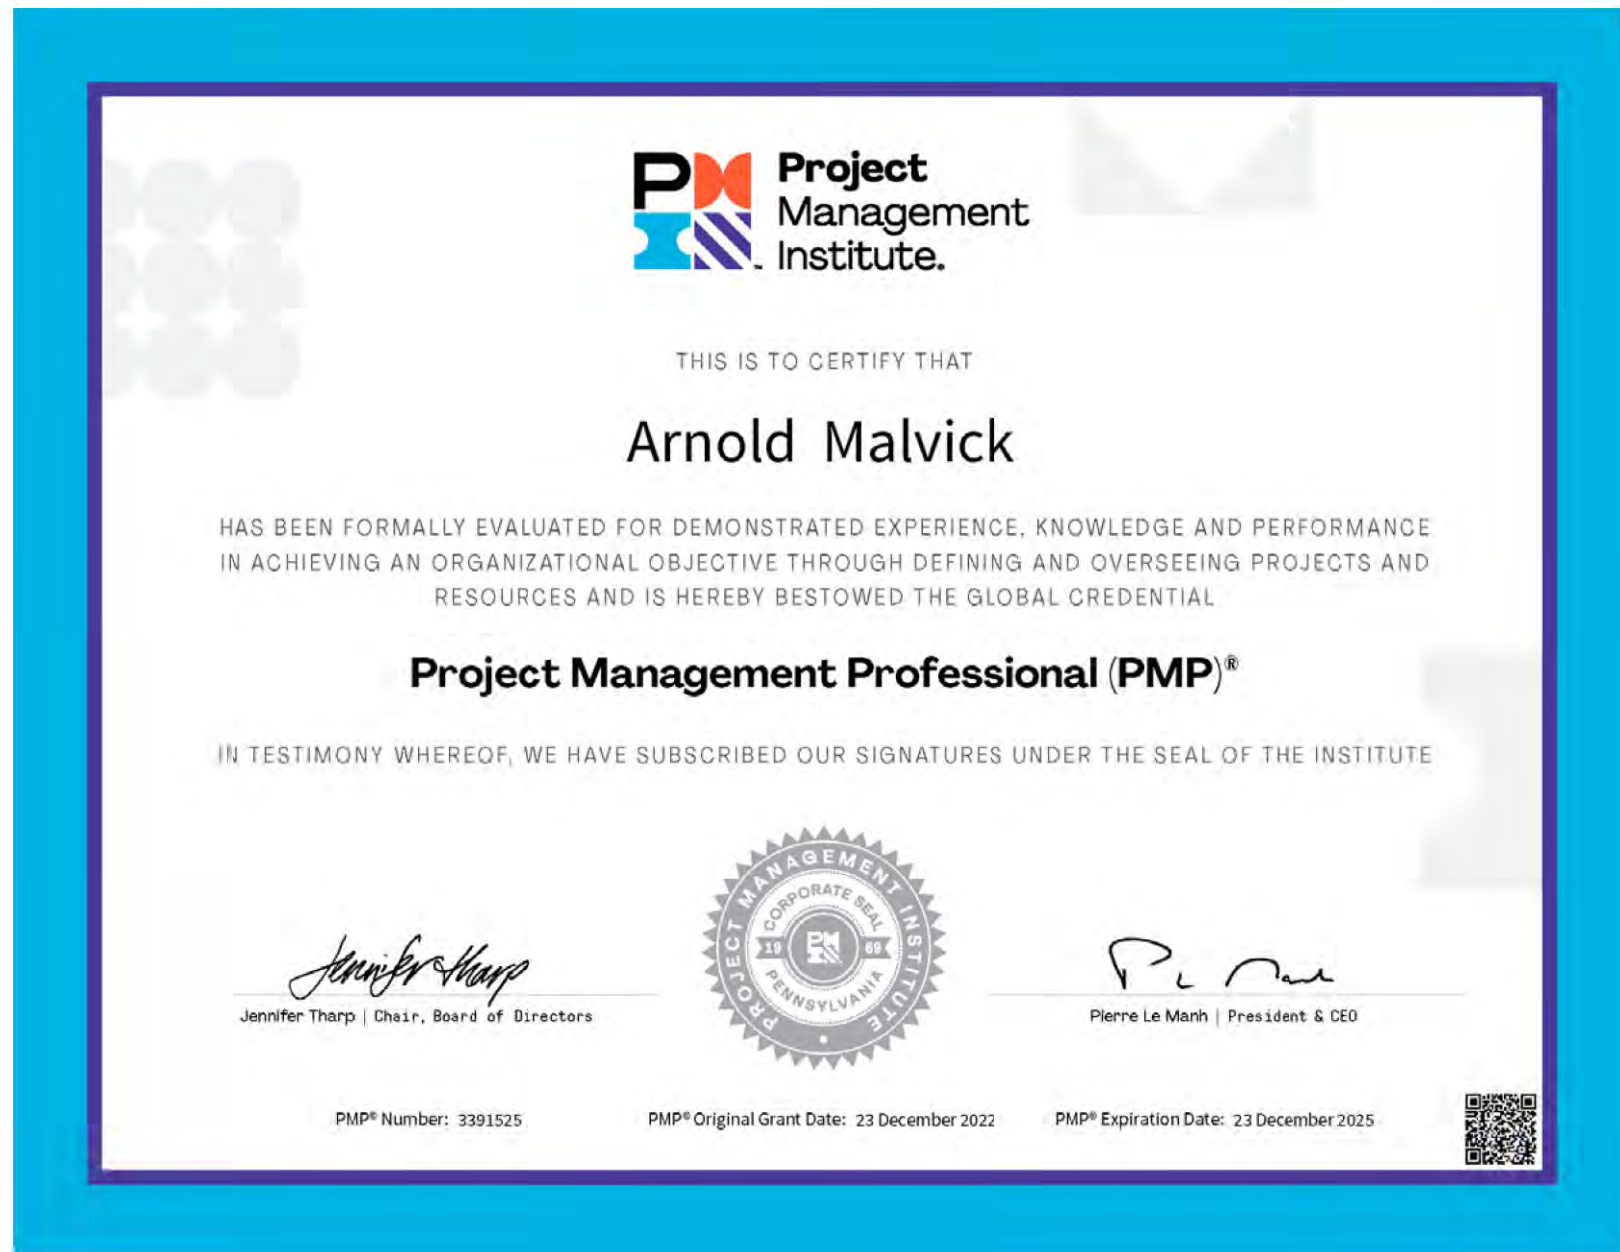 PM
Project
Management
Institute.
THIS IS TO CERTIFY THAT
Arnold Malvick
HAS BEEN FORMALLY EVALUATED FOR DEMONSTRATED EXPERIENCE, KNOWLEDGE AND PERFORMANCE
IN ACHIEVING AN ORGANIZATIONAL OBJECTIVE THROUGH DEFINING AND OVERSEEING PROJECTS AND
RESOURCES AND IS HEREBY BESTOWED THE GLOBAL CREDENTIAL
Project Management Professional (PMP)®
IN TESTIMONY WHEREOF, WE HAVE SUBSCRIBED OUR SIGNATURES UNDER THE SEAL OF THE INSTITUTE
PROJECT MANAGEMENT INSTITUTE
CORPORATE SEAL
19 PM 69
PENNSYLVANIA
Jennifer Tharp
Jennifer Tharp | Chair, Board of Directors
Pierre Le Manh | President & CEO
PMP® Number: 3391525
PMP® Original Grant Date: 23 December 2022
PMP® Expiration Date: 23 December 2025